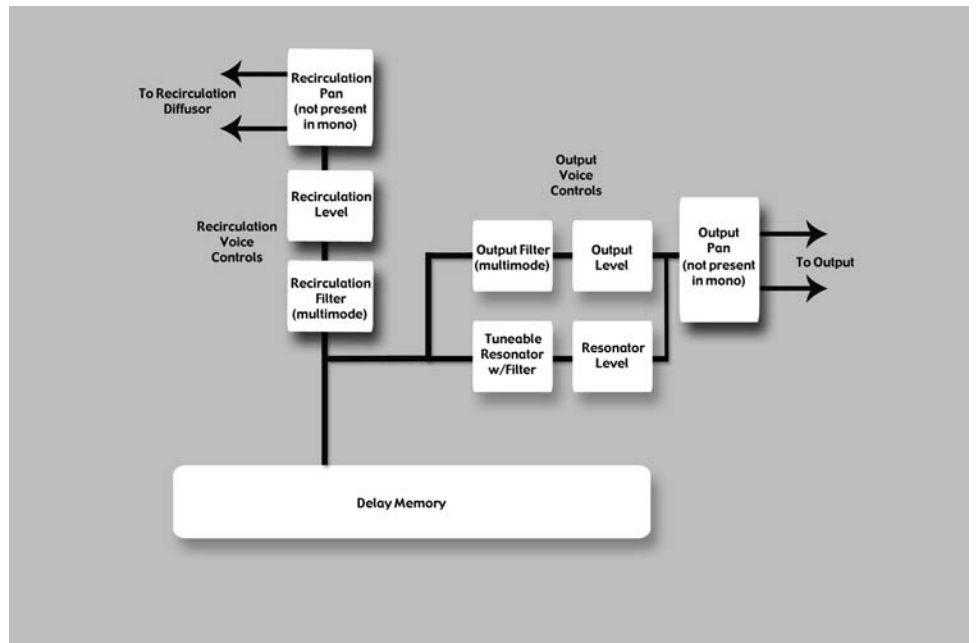 Recirculation
Pan
(not present
in mono)
To Recirculation
Diffusor
Recirculation
Level
Recirculation
Voice
Controls
Recirculation
Filter
(multimode)
Output
Voice
Controls
Output Filter
(multimode)
Output
Level
Output
Pan
(not present
in mono)
To Output
Tuneable
Resonator
w/Filter
Resonator
Level
Delay Memory